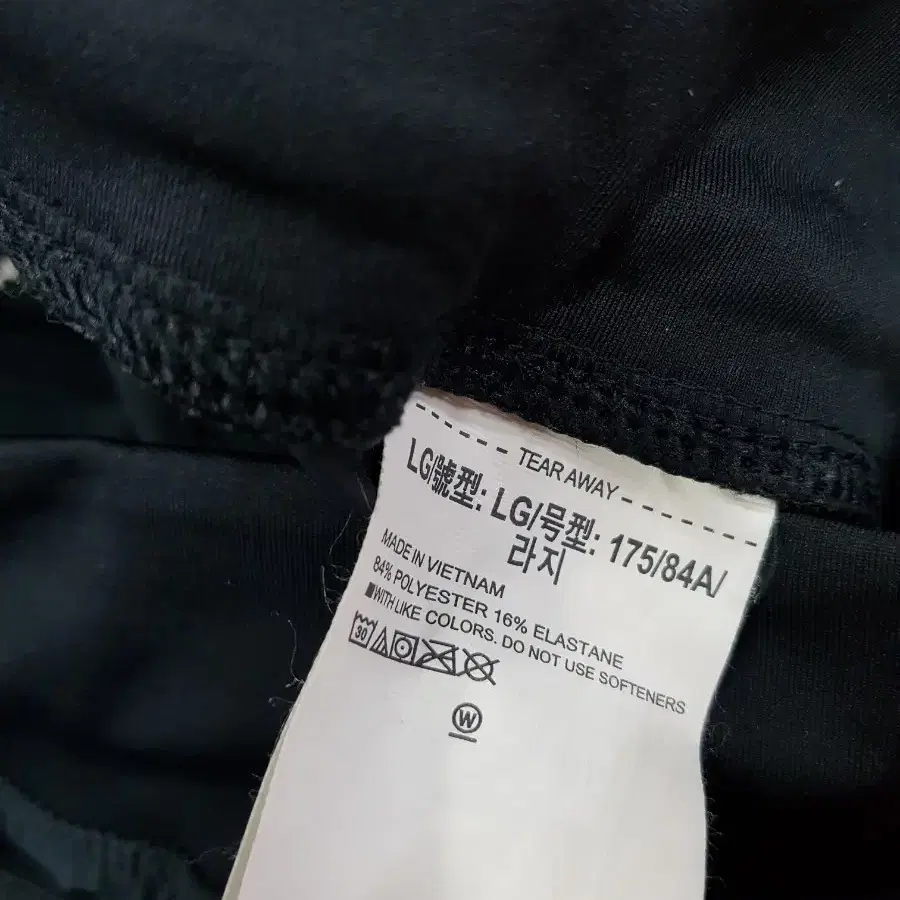 TEAR AWAY
LG/號型: LG/号型: 175/84A/
라지
MADE IN VIETNAM
84% POLYESTER 16% ELASTANE
WITH LIKE COLORS. DO NOT USE SOFTENERS
30
W